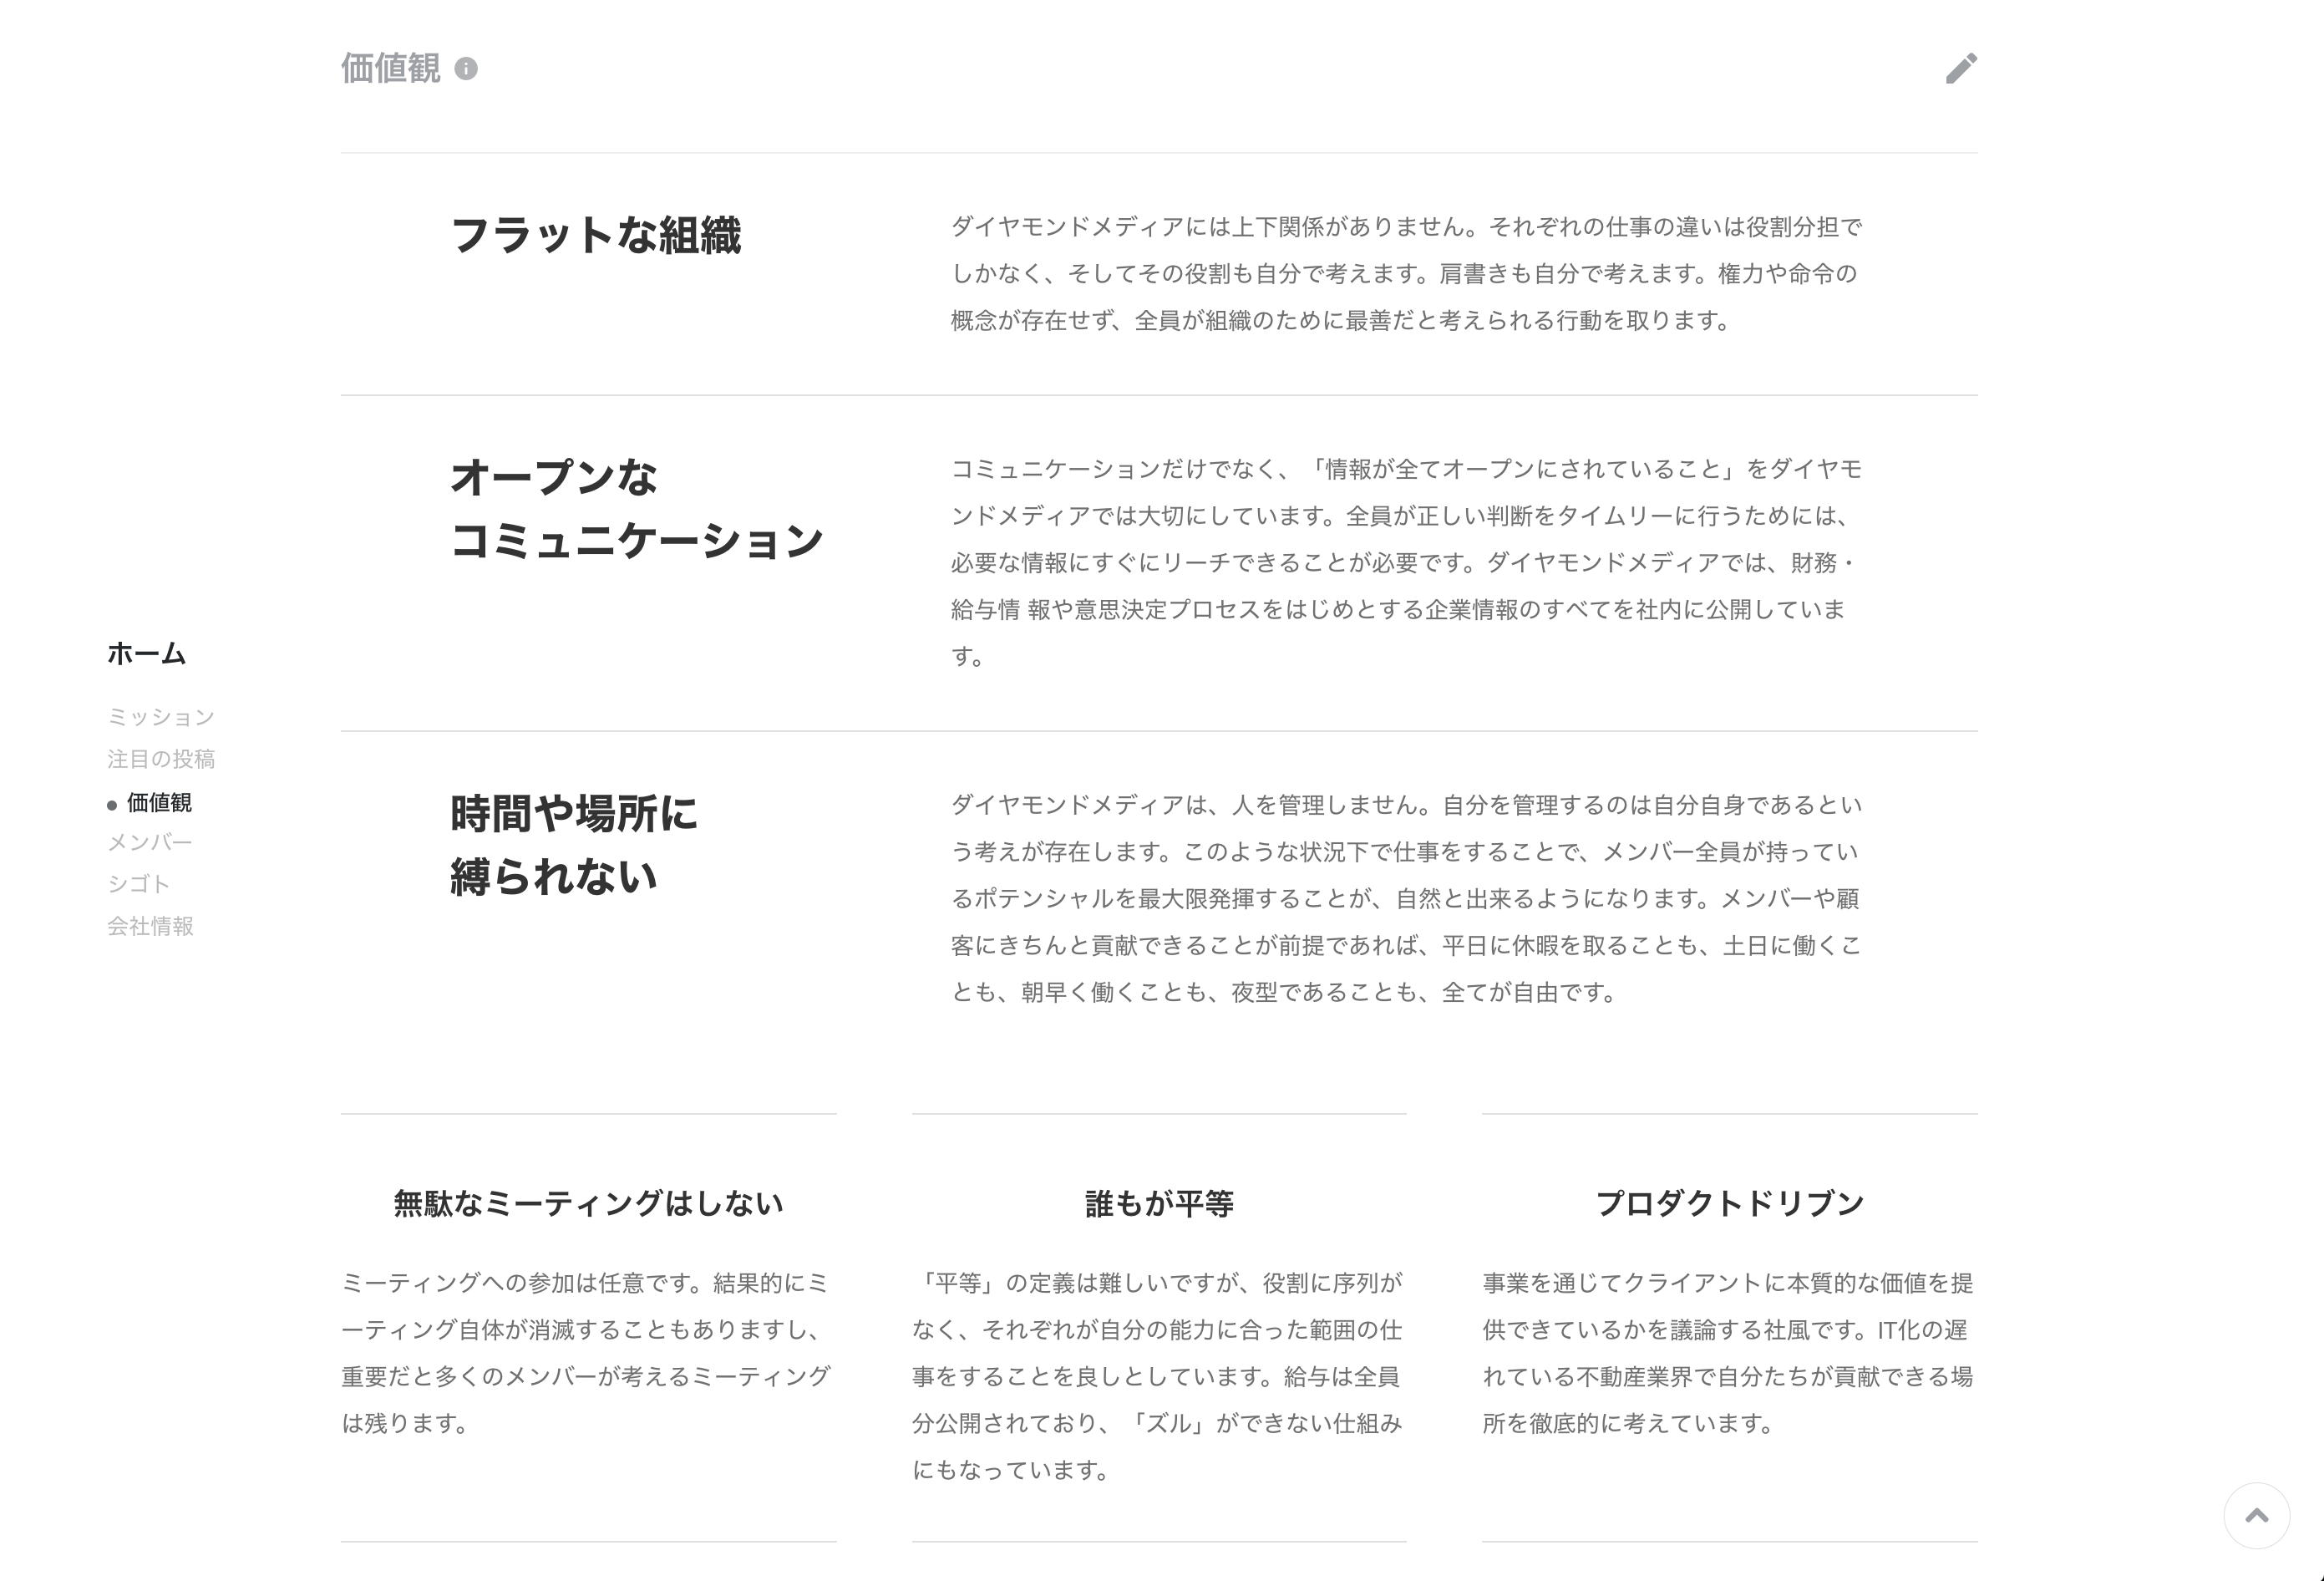 価値観
フラットな組織
ダイヤモンドメディアには上下関係がありません。それぞれの仕事の違いは役割分担で
しかなく、そしてその役割も自分で考えます。肩書きも自分で考えます。権力や命令の
概念が存在せず、全員が組織のために最善だと考えられる行動を取ります。
オープンな
コミュニケーション
コミュニケーションだけでなく、「情報が全てオープンにされていること」をダイヤモ
ンドメディアでは大切にしています。全員が正しい判断をタイムリーに行うためには、
必要な情報にすぐにリーチできることが必要です。ダイヤモンドメディアでは、財務・
給与情 報や意思決定プロセスをはじめとする企業情報のすべてを社内に公開していま
す。
ホーム
ミッション
注目の投稿
価値観
メンバー
シゴト
会社情報
時間や場所に
縛られない
ダイヤモンドメディアは、人を管理しません。自分を管理するのは自分自身であるとい
う考えが存在します。このような状況下で仕事をすることで、メンバー全員が持ってい
るポテンシャルを最大限発揮することが、自然と出来るようになります。メンバーや顧
客にきちんと貢献できることが前提であれば、平日に休暇を取ることも、土日に働くこ
とも、朝早く働くことも、夜型であることも、全てが自由です。
無駄なミーティングはしない
ミーティングへの参加は任意です。結果的にミ
ーティング自体が消滅することもありますし、
重要だと多くのメンバーが考えるミーティング
は残ります。
誰もが平等
「平等」の定義は難しいですが、役割に序列が
なく、それぞれが自分の能力に合った範囲の仕
事をすることを良しとしています。給与は全員
分公開されており、「ズル」ができない仕組み
にもなっています。
プロダクトドリブン
事業を通じてクライアントに本質的な価値を提
供できているかを議論する社風です。IT化の遅
れている不動産業界で自分たちが貢献できる場
所を徹底的に考えています。